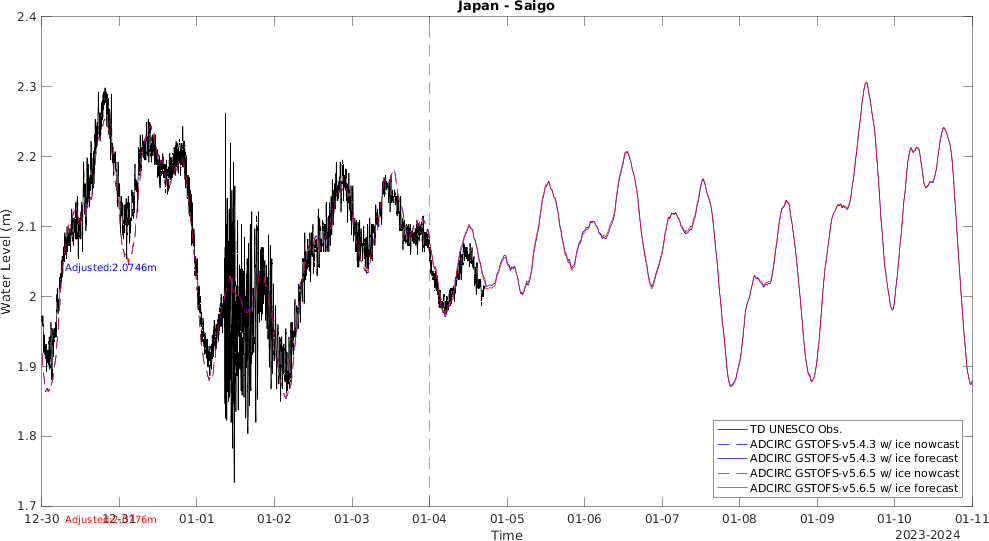 Japan - Saigo
2.4
2.3
2.2
2.1
2
1.9
1.8
1.7
Water Level (m)
Adjusted:2.0746m
TD UNESCO Obs.
ADCIRC GSTOFS-v5.4.3 w/ ice nowcast
ADCIRC GSTOFS-v5.4.3 w/ ice forecast
ADCIRC GSTOFS-v5.6.5 w/ ice nowcast
ADCIRC GSTOFS-v5.6.5 w/ ice forecast
12-30 12-31 01-01 01-02 01-03 01-04 01-05 01-06 01-07 01-08 01-09 01-10 01-11
Time
2023-2024